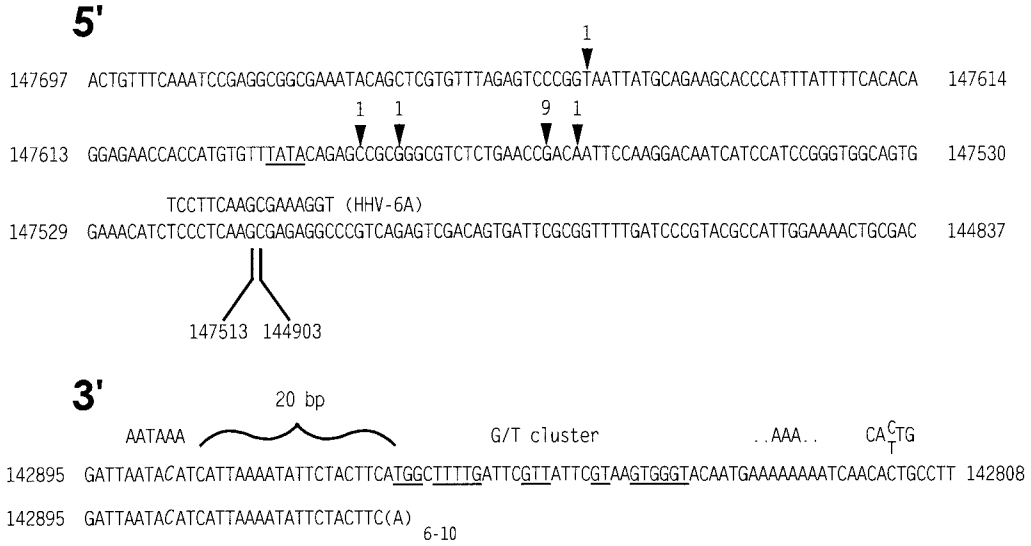 5'
1
147697 ACTGTTTCAAATCCGAGGCGGCGAAATACAGCTCGTGTTTAGAGTCCCGGTAATTATGCAGAAGCACCCATTTATTTTCACACA 147614
1 1 9 1
147613 GGAGAACCACCATGTGTTTATACAGAGCCGCGGGCGTCTCTGAACCGACAATTCCAAGGACAATCATCCATCCGGGTGGCAGTG 147530
TCCTTCAAGCGAAAGGT (HHV-6A)
147529 GAAACATCTCCCTCAAGCGAGAGGCCCGTCAGAGTCGACAGTGATTCGCGGTTTTGATCCCGTACGCCATTGGAAAACTGCGAC 144837
147513 144903
3'
20 bp
AATAAA G/T cluster ..AAA.. CACTTG
142895 GATTAATACATCATTAAAATATTCTACTTCATGGCTTTTGATTCGTTATTCGTAAGTGGGTACAATGAAAAAAAATCAACACTGCCTT 142808
142895 GATTAATACATCATTAAAATATTCTACTTC(A)
6-10